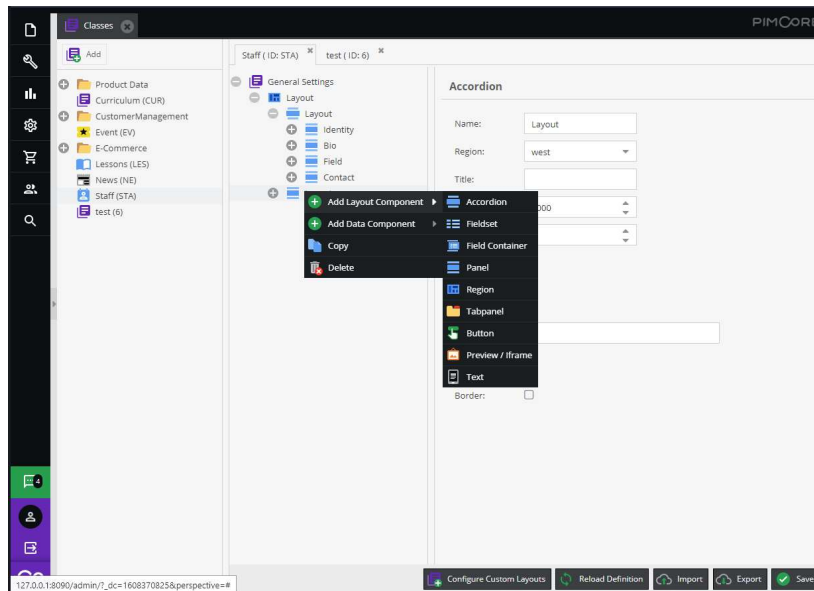 Classes
PIMCORE
Add
Product Data
Curriculum (CUR)
CustomerManagement
Event (EV)
E-Commerce
Lessons (LES)
News (NE)
Staff (STA)
test (6)
Staff ( ID: STA)
test ( ID: 6)
General Settings
Layout
Layout
Identity
Bio
Field
Contact
Add Layout Component
Add Data Component
Copy
Delete
Accordion
Fieldset
Field Container
Panel
Region
Tabpanel
Button
Preview / Iframe
Text
Accordion
Name:
Layout
Region:
west
Title:
000
Border:
4
127.0.0.1:8090/admin/?_dc=1608370825&perspective=#
Configure Custom Layouts
Reload Definition
Import
Export
Save